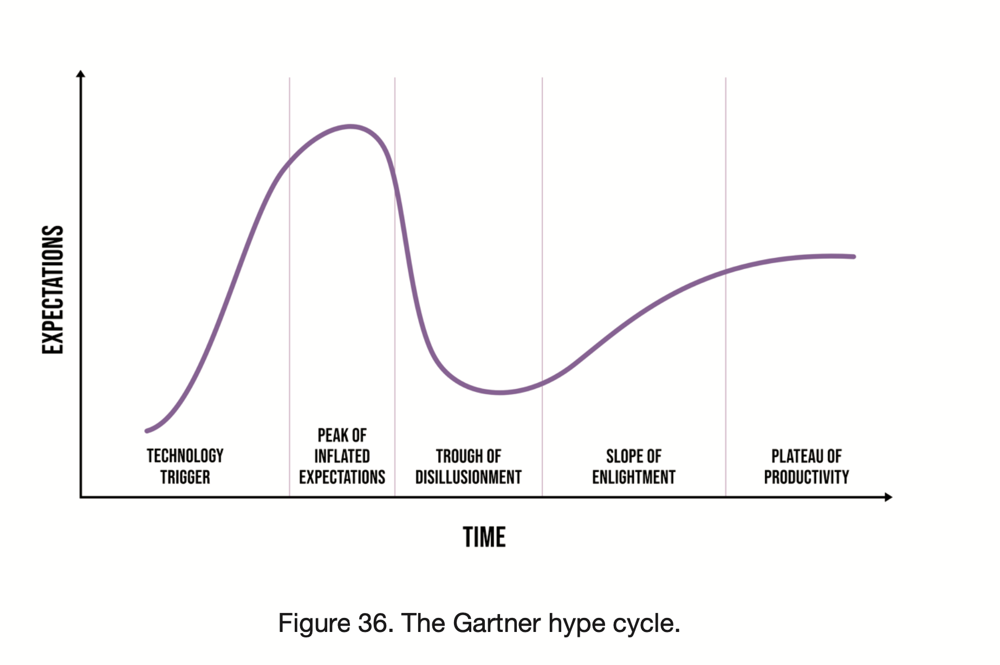 EXPECTATIONS
TECHNOLOGY
TRIGGER
PEAK OF
INFLATED
EXPECTATIONS
TROUGH OF
DISILLUSIONMENT
SLOPE OF
ENLIGHTMENT
PLATEAU OF
PRODUCTIVITY
TIME
Figure 36. The Gartner hype cycle.